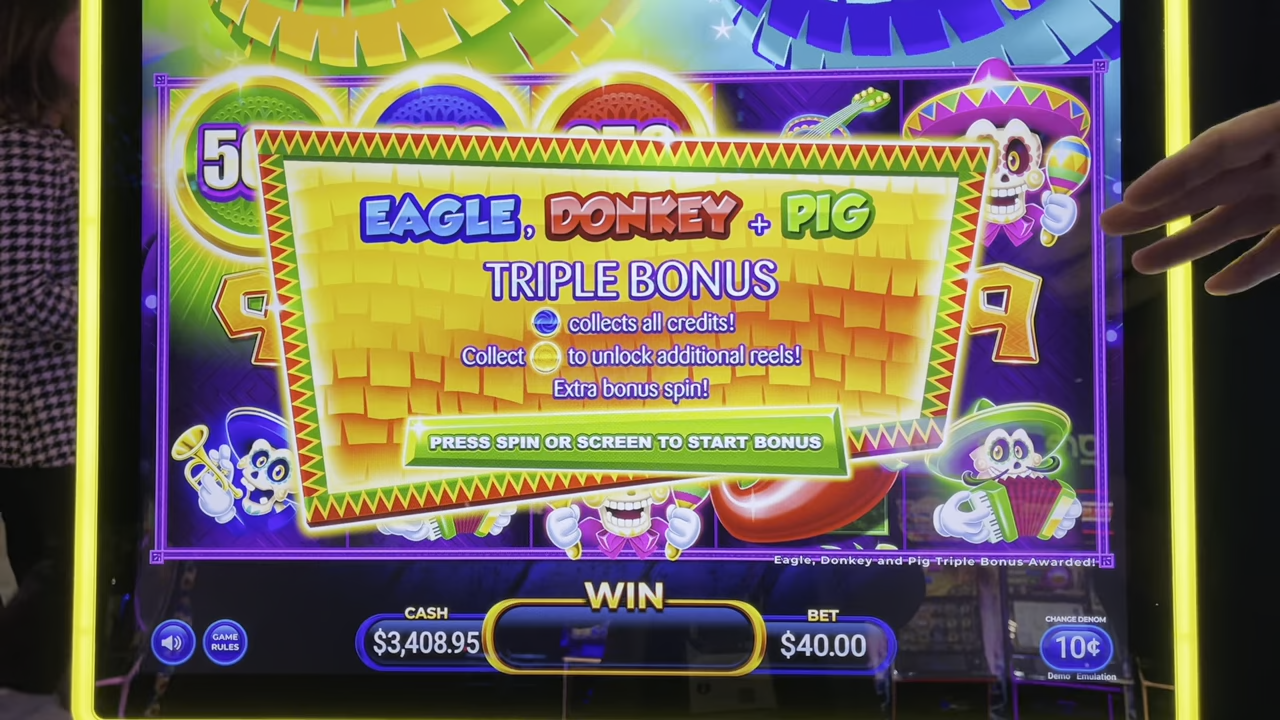 EAGLE, DONKEY + PIG
TRIPLE BONUS
collects all credits!
Collect to unlock additional reels!
Extra bonus spin!
PRESS SPIN OR SCREEN TO START BONUS
Eagle, Donkey and Pig Triple Bonus Awarded!
WIN
CASH
$3,408.95
BET
$40.00
GAME
RULES
CHANGE DENOM
10¢
Demo Emulation